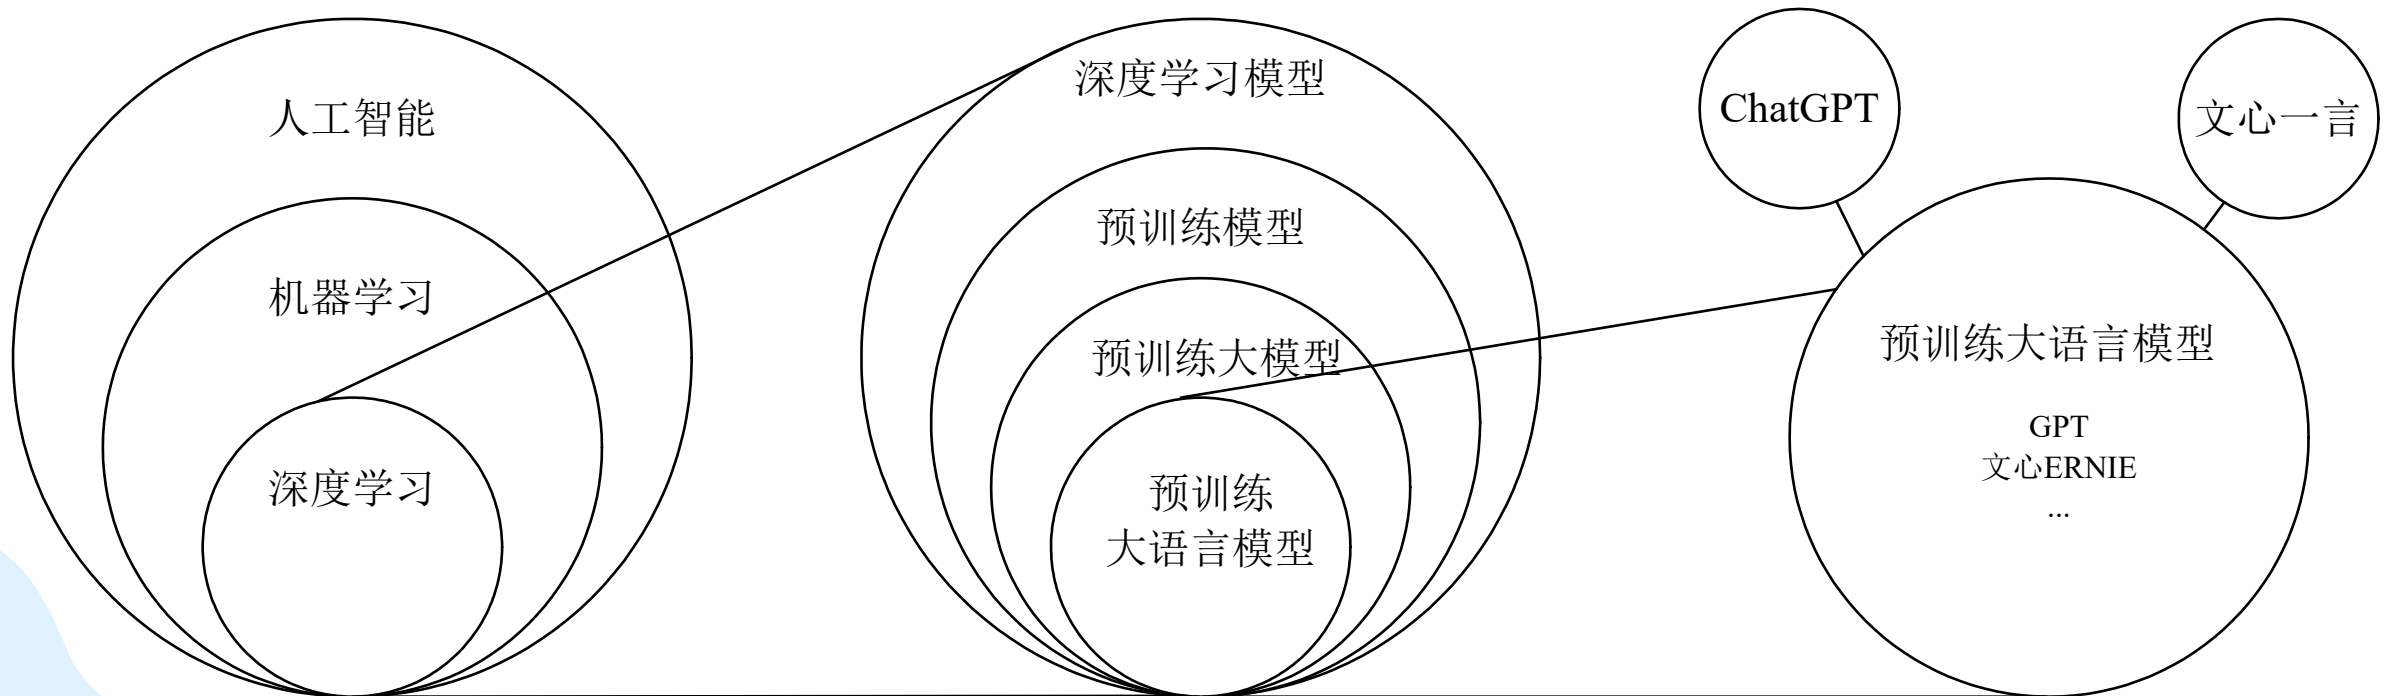 人工智能
机器学习
深度学习
深度学习模型
预训练模型
预训练大模型
预训练
大语言模型
ChatGPT
文心一言
预训练大语言模型
GPT
文心ERNIE
...